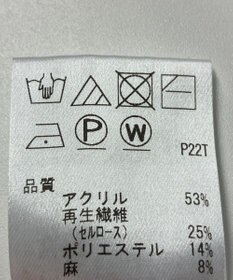 P W
P22T
品質
アクリル 53%
再生繊維
(セルロース) 25%
ポリエステル 14%
麻 8%